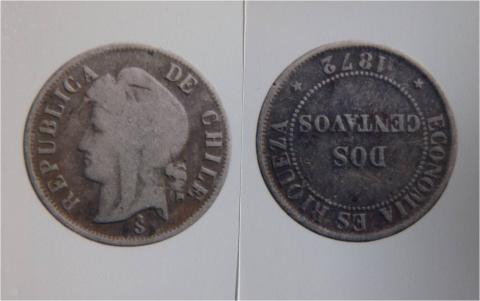 REPUBLICA DE CHILE
S
ECONOMIA ES RIQUEZA
DOS
CENTAVOS
* 1872 *